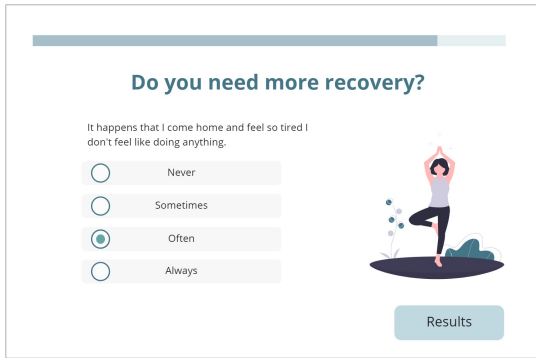 Do you need more recovery?
It happens that I come home and feel so tired I
don't feel like doing anything.
Never
Sometimes
Often
Always
Results